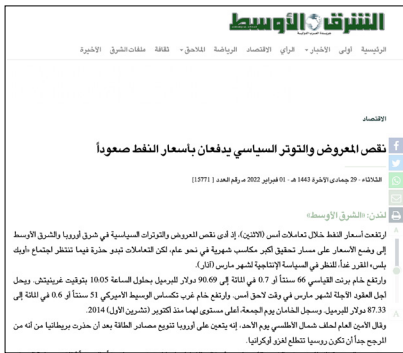 الشرق الأوسط
جريدة العرب الدولية
الرئيسية أولى الأخبار الرأي الاقتصاد الرياضة الملاحق ثقافة ملفات الشرق الأخيرة
الاقتصاد
نقص المعروض والتوتر السياسي يدفعان بأسعار النفط صعوداً
الثلاثاء - 29 جمادى الآخرة 1443 هـ - 01 فبراير 2022 مـ رقم العدد [15771]
لندن: «الشرق الأوسط»
ارتفعت أسعار النفط خلال تعاملات أمس (الاثنين)، إذ أدى نقص المعروض والتوترات السياسية في شرق أوروبا والشرق الأوسط
إلى وضع الأسعار على مسار تحقيق أكبر مكاسب شهرية في نحو عام، لكن التعاملات تبدو حذرة فيما تنتظر اجتماع «أوبك
بلس» المقرر غداً، للنظر في السياسة الإنتاجية لشهر مارس (آذار).
وارتفع خام برنت القياسي 66 سنتاً أو 0.7 في المائة إلى 90.69 دولار للبرميل بحلول الساعة 10:05 بتوقيت غرينيتش. ويحل
أجل العقود الآجلة لشهر مارس في وقت لاحق أمس. وارتفع خام غرب تكساس الوسيط الأميركي 51 سنتاً أو 0.6 في المائة إلى
87.33 دولار للبرميل. وسجل الخامان يوم الجمعة، أعلى مستوى لهما منذ أكتوبر (تشرين الأول) 2014.
وقال الأمين العام لحلف شمال الأطلسي يوم الأحد، إنه يتعين على أوروبا تنويع مصادر الطاقة بعد أن حذرت بريطانيا من أنه من
المرجح جداً أن تكون روسيا تتطلع لغزو أوكرانيا.